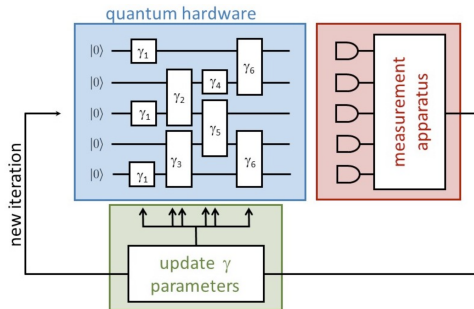 quantum hardware
|0⟩ γ₁ γ₆
|0⟩ γ₂ γ₄
|0⟩ γ₁ γ₅
|0⟩ γ₃ γ₆
|0⟩ γ₁
measurement
apparatus
new iteration
update γ
parameters